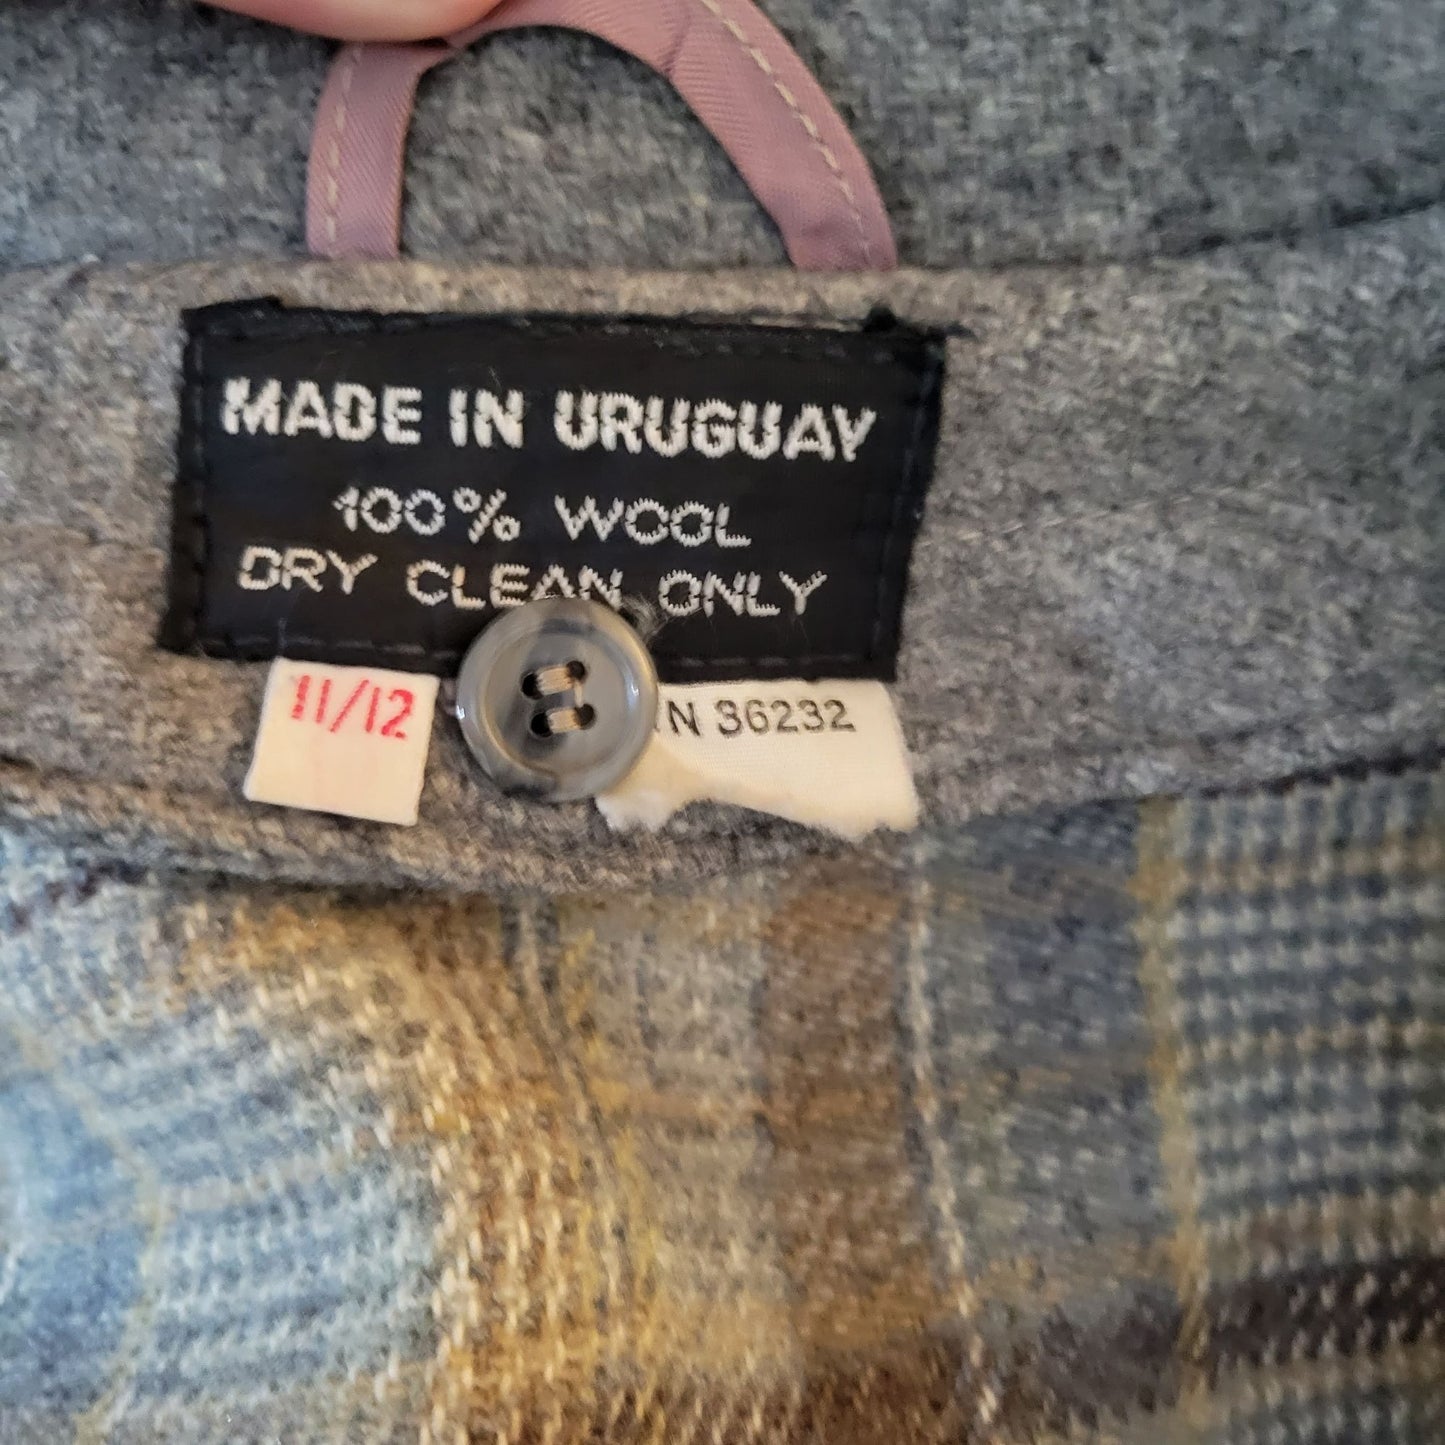 MADE IN URUGUAY
100% WOOL
DRY CLEAN ONLY
11/12
N 36232